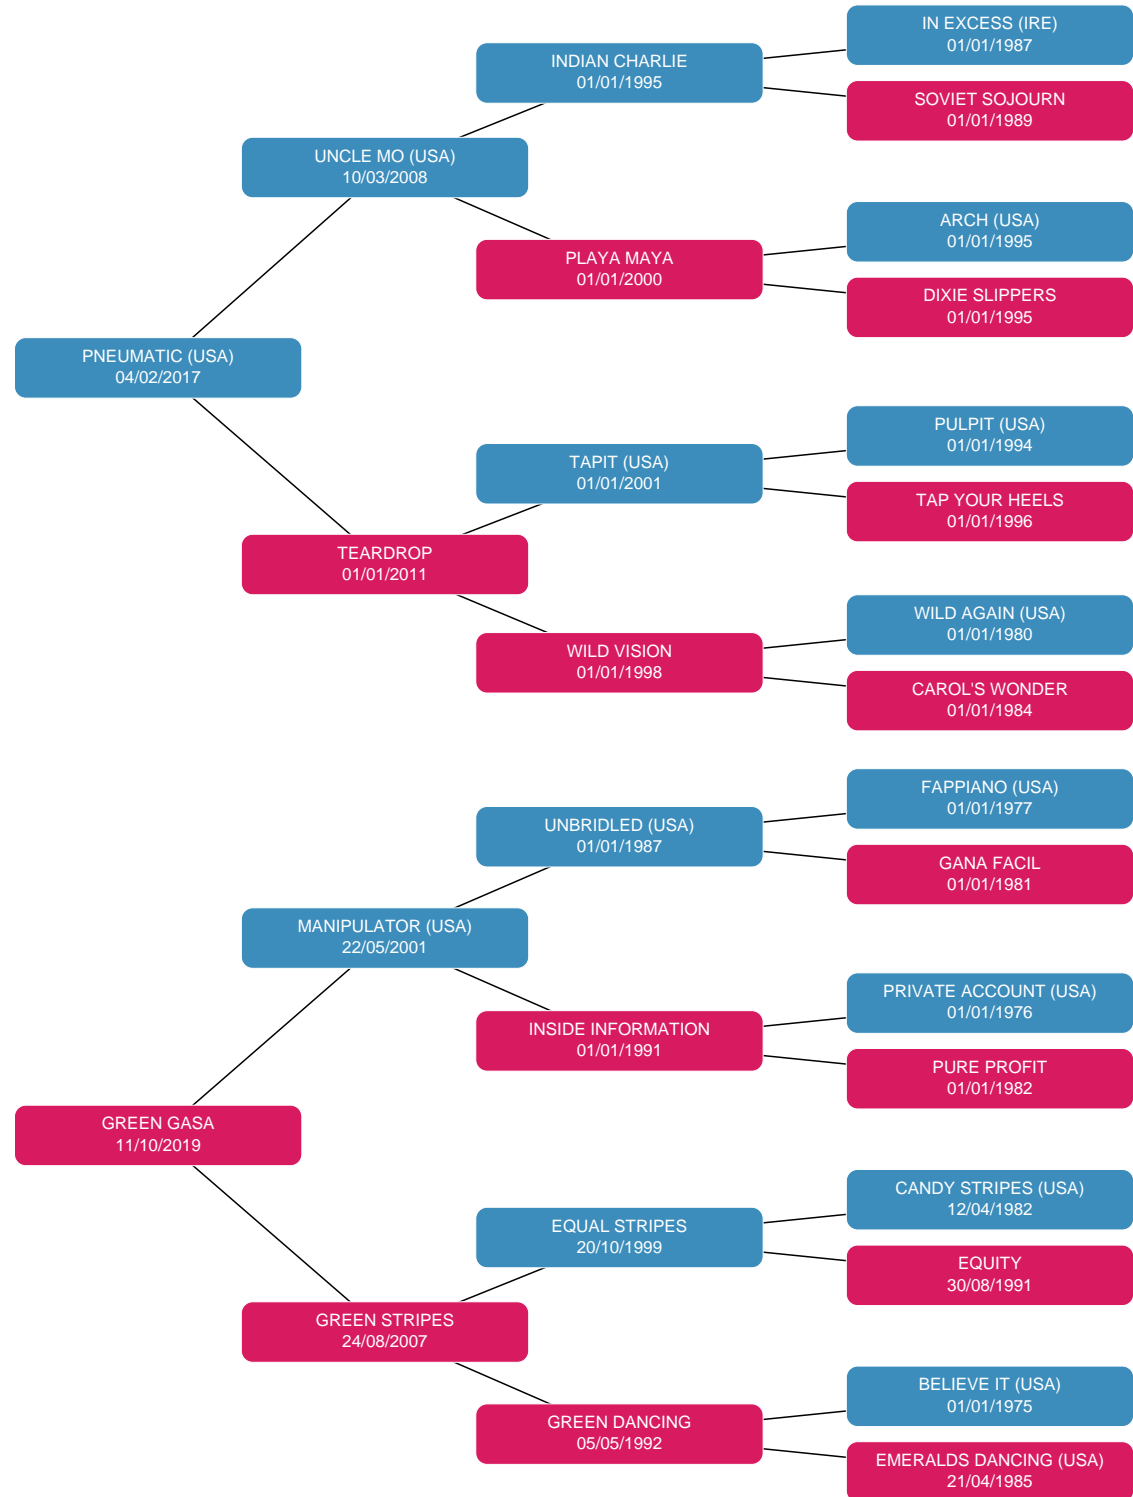 IN EXCESS (IRE)
01/01/1987
INDIAN CHARLIE
01/01/1995
SOVIET SOJOURN
01/01/1989
UNCLE MO (USA)
10/03/2008
ARCH (USA)
01/01/1995
PLAYA MAYA
01/01/2000
DIXIE SLIPPERS
01/01/1995
PNEUMATIC (USA)
04/02/2017
PULPIT (USA)
01/01/1994
TAPIT (USA)
01/01/2001
TAP YOUR HEELS
01/01/1996
TEARDROP
01/01/2011
WILD AGAIN (USA)
01/01/1980
WILD VISION
01/01/1998
CAROL'S WONDER
01/01/1984
FAPPIANO (USA)
01/01/1977
UNBRIDLED (USA)
01/01/1987
GANA FACIL
01/01/1981
MANIPULATOR (USA)
22/05/2001
PRIVATE ACCOUNT (USA)
01/01/1976
INSIDE INFORMATION
01/01/1991
PURE PROFIT
01/01/1982
GREEN GASA
11/10/2019
CANDY STRIPES (USA)
12/04/1982
EQUAL STRIPES
20/10/1999
EQUITY
30/08/1991
GREEN STRIPES
24/08/2007
BELIEVE IT (USA)
01/01/1975
GREEN DANCING
05/05/1992
EMERALDS DANCING (USA)
21/04/1985